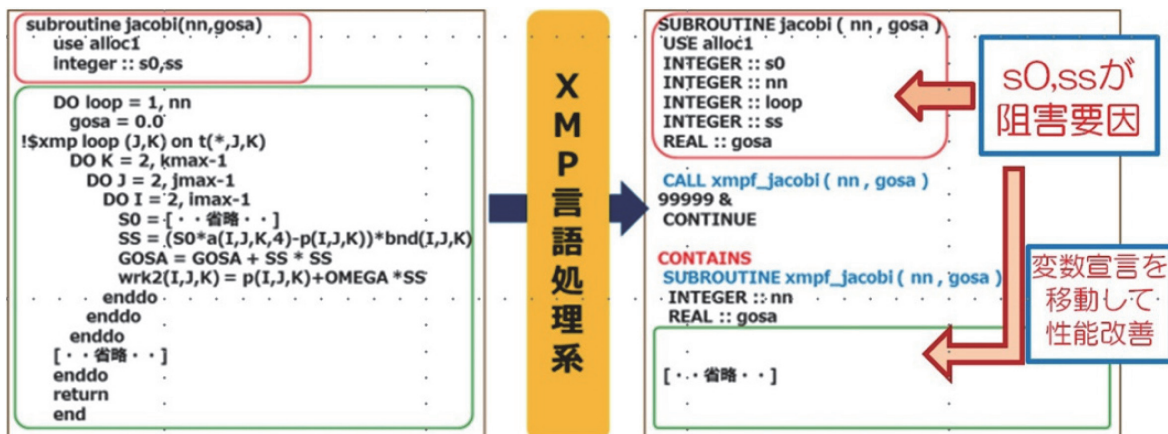 subroutine jacobi(nn,gosa)
use alloc1
integer :: s0,ss
DO loop = 1, nn
gosa = 0.0
!$xmp loop (J,K) on t(*,J,K)
DO K = 2, kmax-1
DO J = 2, jmax-1
DO I = 2, imax-1
S0 = [・・省略・・]
SS = (S0*a(I,J,K,4)-p(I,J,K))*bnd(I,J,K)
GOSA = GOSA + SS * SS
wrk2(I,J,K) = p(I,J,K)+OMEGA *SS
enddo
enddo
enddo
[・・省略・・]
enddo
return
end
XMP言語処理系
SUBROUTINE jacobi ( nn , gosa )
USE alloc1
INTEGER :: s0
INTEGER :: nn
INTEGER :: loop
INTEGER :: ss
REAL :: gosa
CALL xmpf_jacobi ( nn , gosa )
99999 &
CONTINUE
CONTAINS
SUBROUTINE xmpf_jacobi ( nn , gosa )
INTEGER :: nn
REAL :: gosa
[・・省略・・]
s0,ssが
阻害要因
変数宣言を
移動して
性能改善